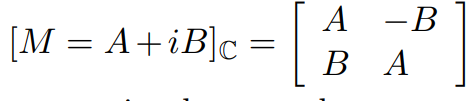 [M = A + iB]ℂ = [ A −B
B A ]